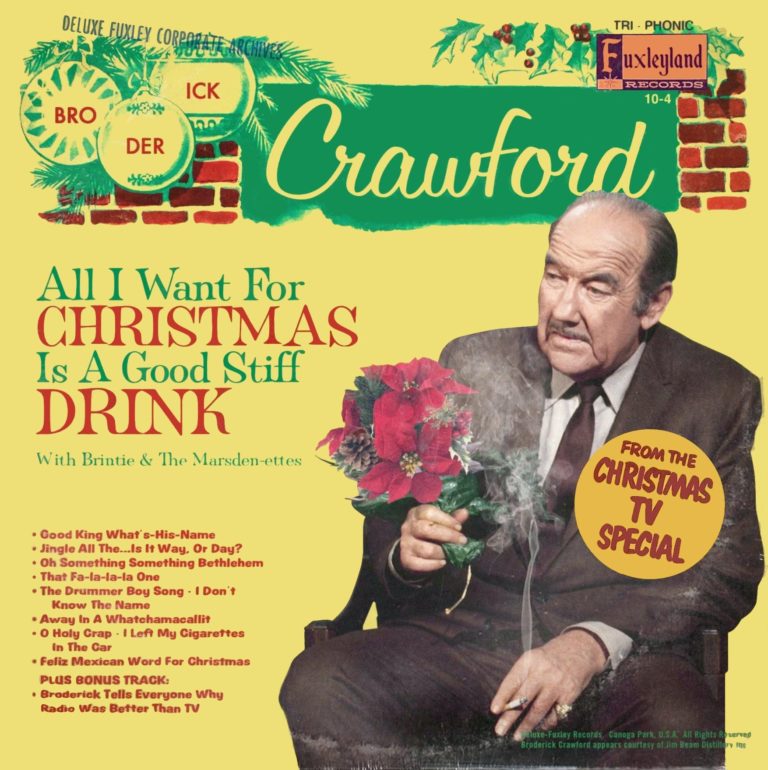 DELUXE FUXLEY CORPORATE ARCHIVES
TRI - PHONIC
Fuxleyland
RECORDS
10-4
BRO
DER
ICK
Crawford
All I Want For
CHRISTMAS
Is A Good Stiff
DRINK
With Brintie & The Marsden-ettes
FROM THE
CHRISTMAS
TV
SPECIAL
• Good King What's-His-Name
• Jingle All The...Is It Way, Or Day?
• Oh Something Something Bethlehem
• That Fa-la-la-la One
• The Drummer Boy Song - I Don't
Know The Name
• Away In A Whatchamacallit
• O Holy Crap - I Left My Cigarettes
In The Car
• Feliz Mexican Word For Christmas
PLUS BONUS TRACK:
• Broderick Tells Everyone Why
Radio Was Better Than TV
Deluxe-Fuxley Records, Canoga Park, U.S.A. All Rights Reserved
Broderick Crawford appears courtesy of Jim Beam Distillery Inc